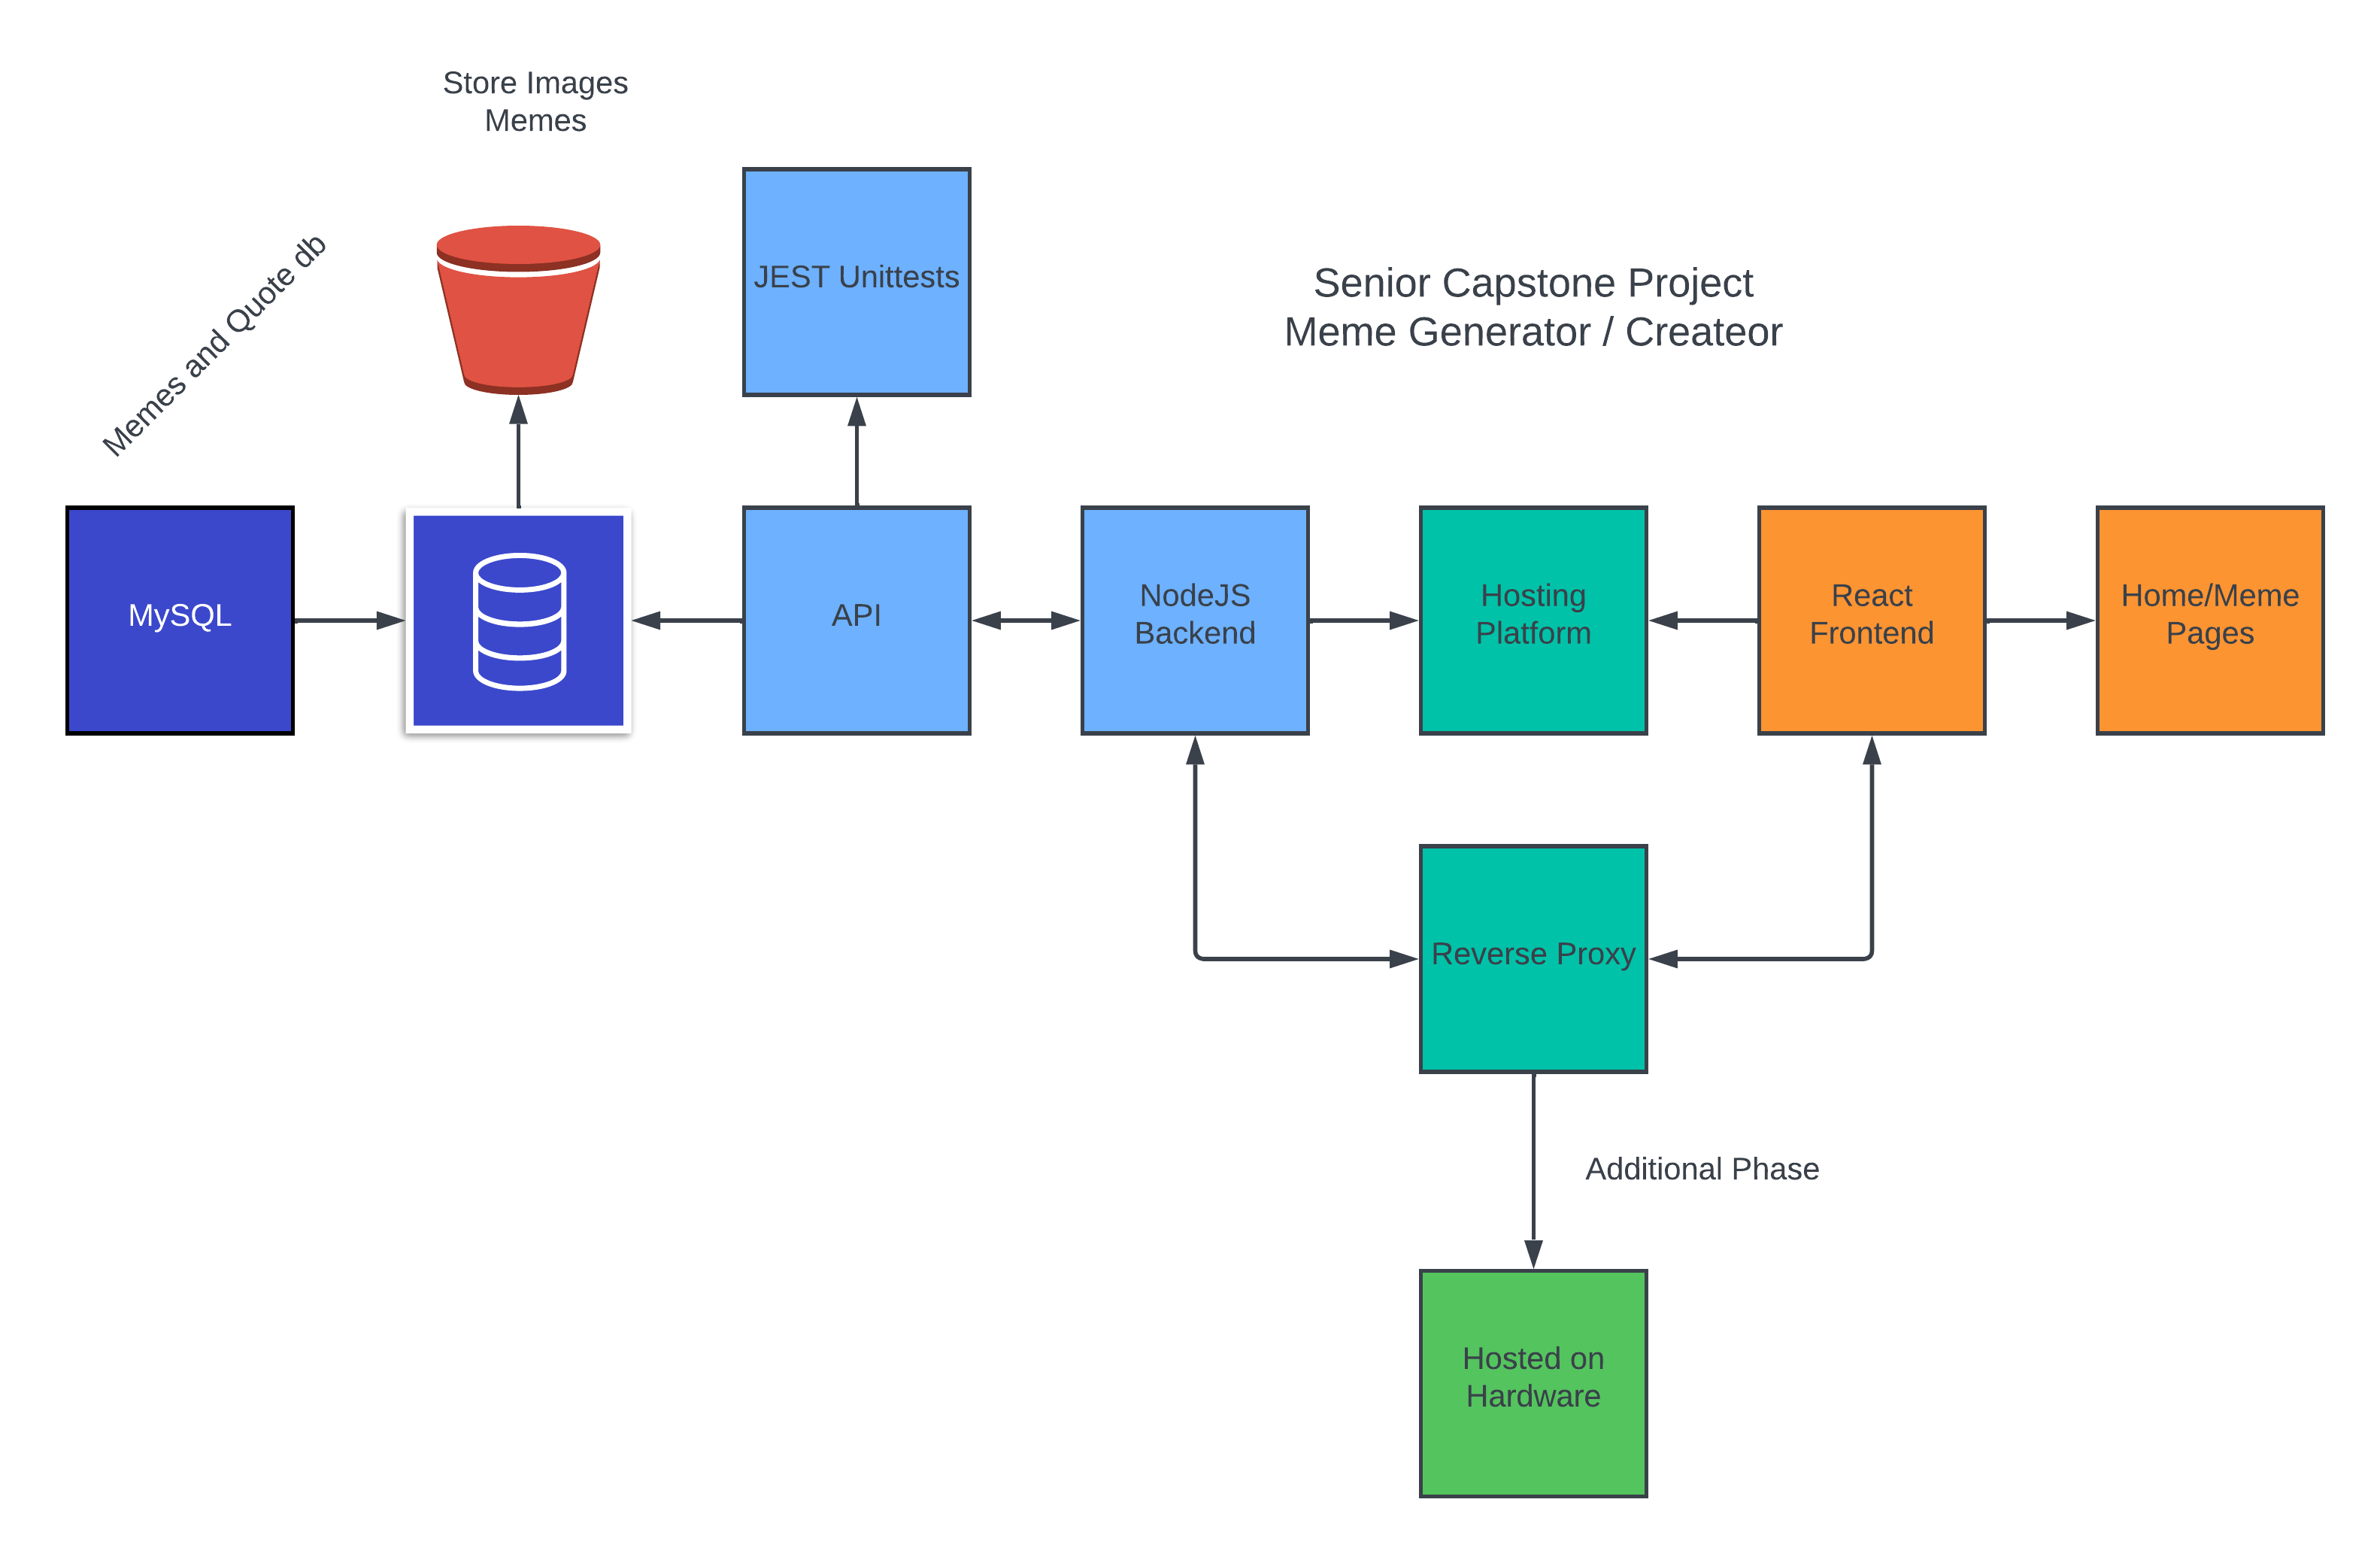 Store Images
Memes
Memes and Quote db
JEST Unittests
Senior Capstone Project
Meme Generator / Createor
MySQL
API
NodeJS
Backend
Hosting
Platform
React
Frontend
Home/Meme
Pages
Reverse Proxy
Additional Phase
Hosted on
Hardware